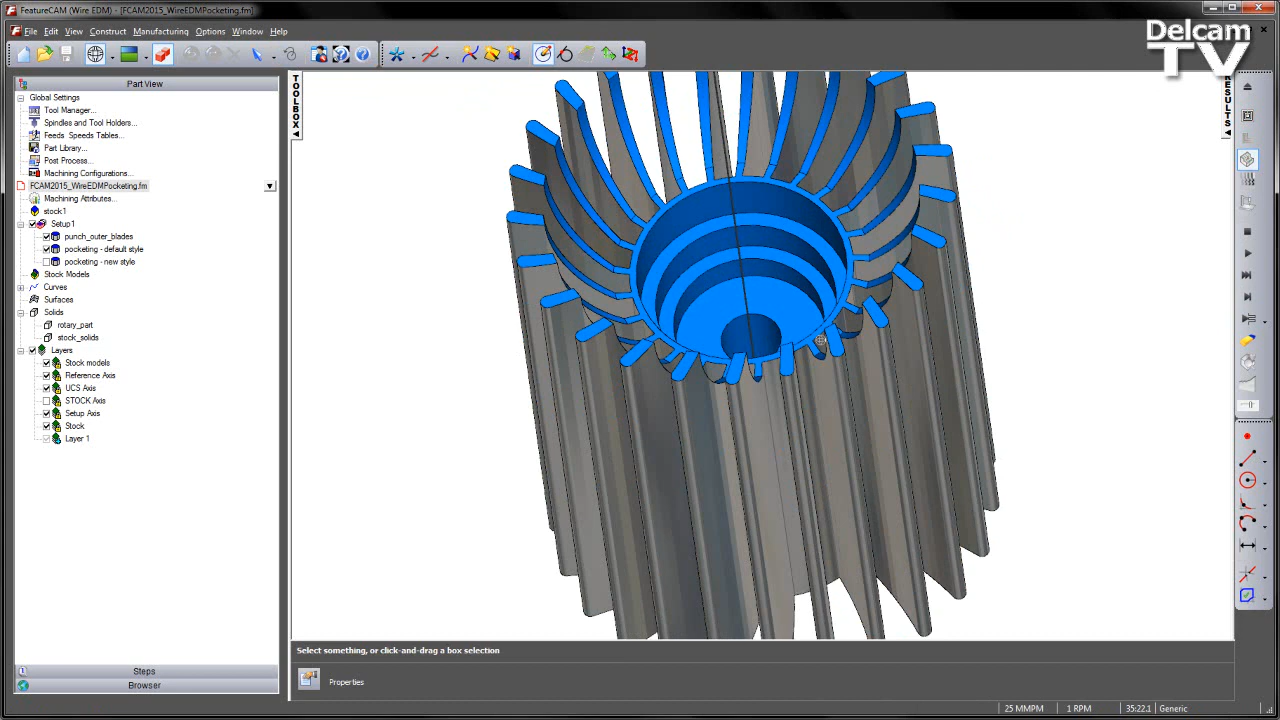 FeatureCAM (Wire EDM) - [FCAM2015_WireEDMPocketing.fm]
File Edit View Construct Manufacturing Options Window Help
Delcam
TV
Part View
TOOLBOX
RESULTS
Global Settings
Tool Manager...
Spindles and Tool Holders...
Feeds Speeds Tables...
Part Library...
Post Process...
Machining Configurations...
FCAM2015_WireEDMPocketing.fm
Machining Attributes...
stock1
Setup1
punch_outer_blades
pocketing - default style
pocketing - new style
Stock Models
Curves
Surfaces
Solids
rotary_part
stock_solids
Layers
Stock models
Reference Axis
UCS Axis
STOCK Axis
Setup Axis
Stock
Layer 1
Select something, or click-and-drag a box selection
Properties
Steps
Browser
25 MMPM 1 RPM 35:22.1 Generic